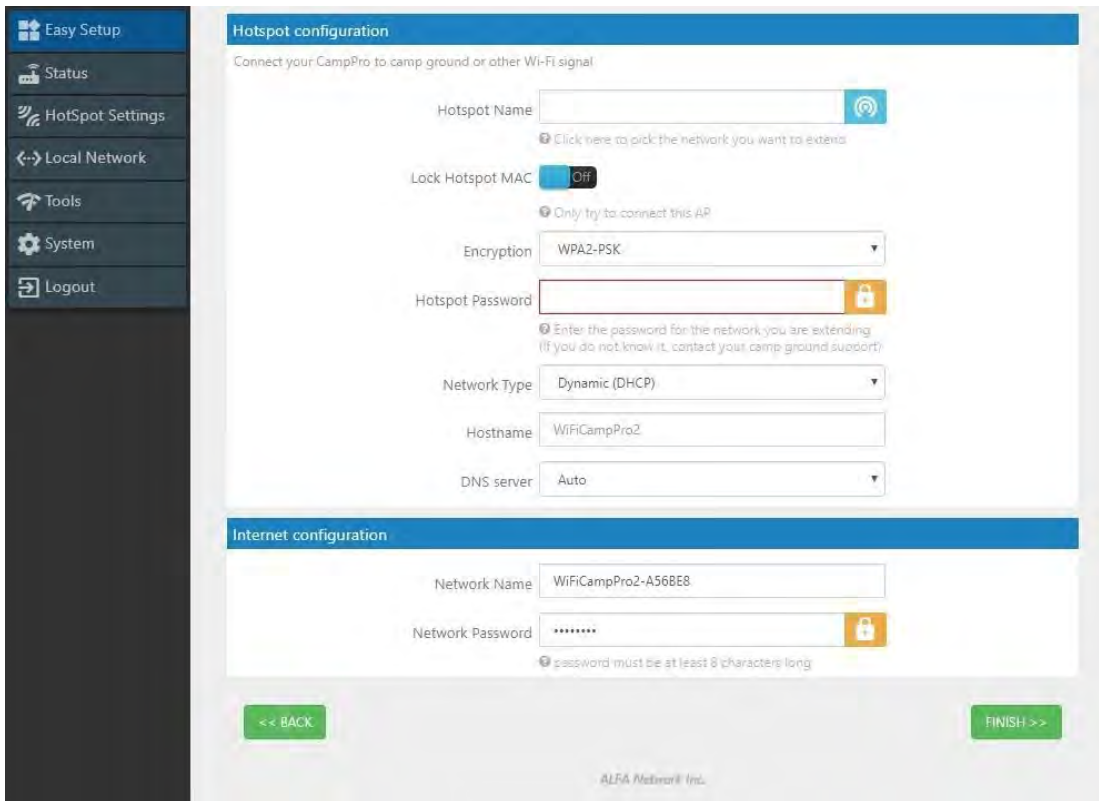 Easy Setup
Status
HotSpot Settings
Local Network
Tools
System
Logout
Hotspot configuration
Connect your CampPro to camp ground or other Wi-Fi signal
Hotspot Name
Click here to pick the network you want to extend
Lock Hotspot MAC Off
Only try to connect this AP
Encryption WPA2-PSK
Hotspot Password
Enter the password for the network you are extending
(If you do not know it, contact your camp ground support)
Network Type Dynamic (DHCP)
Hostname WiFiCampPro2
DNS server Auto
Internet configuration
Network Name WiFiCampPro2-A56BE8
Network Password ••••••••
password must be at least 8 characters long
<< BACK
FINISH >>
ALFA Network Inc.